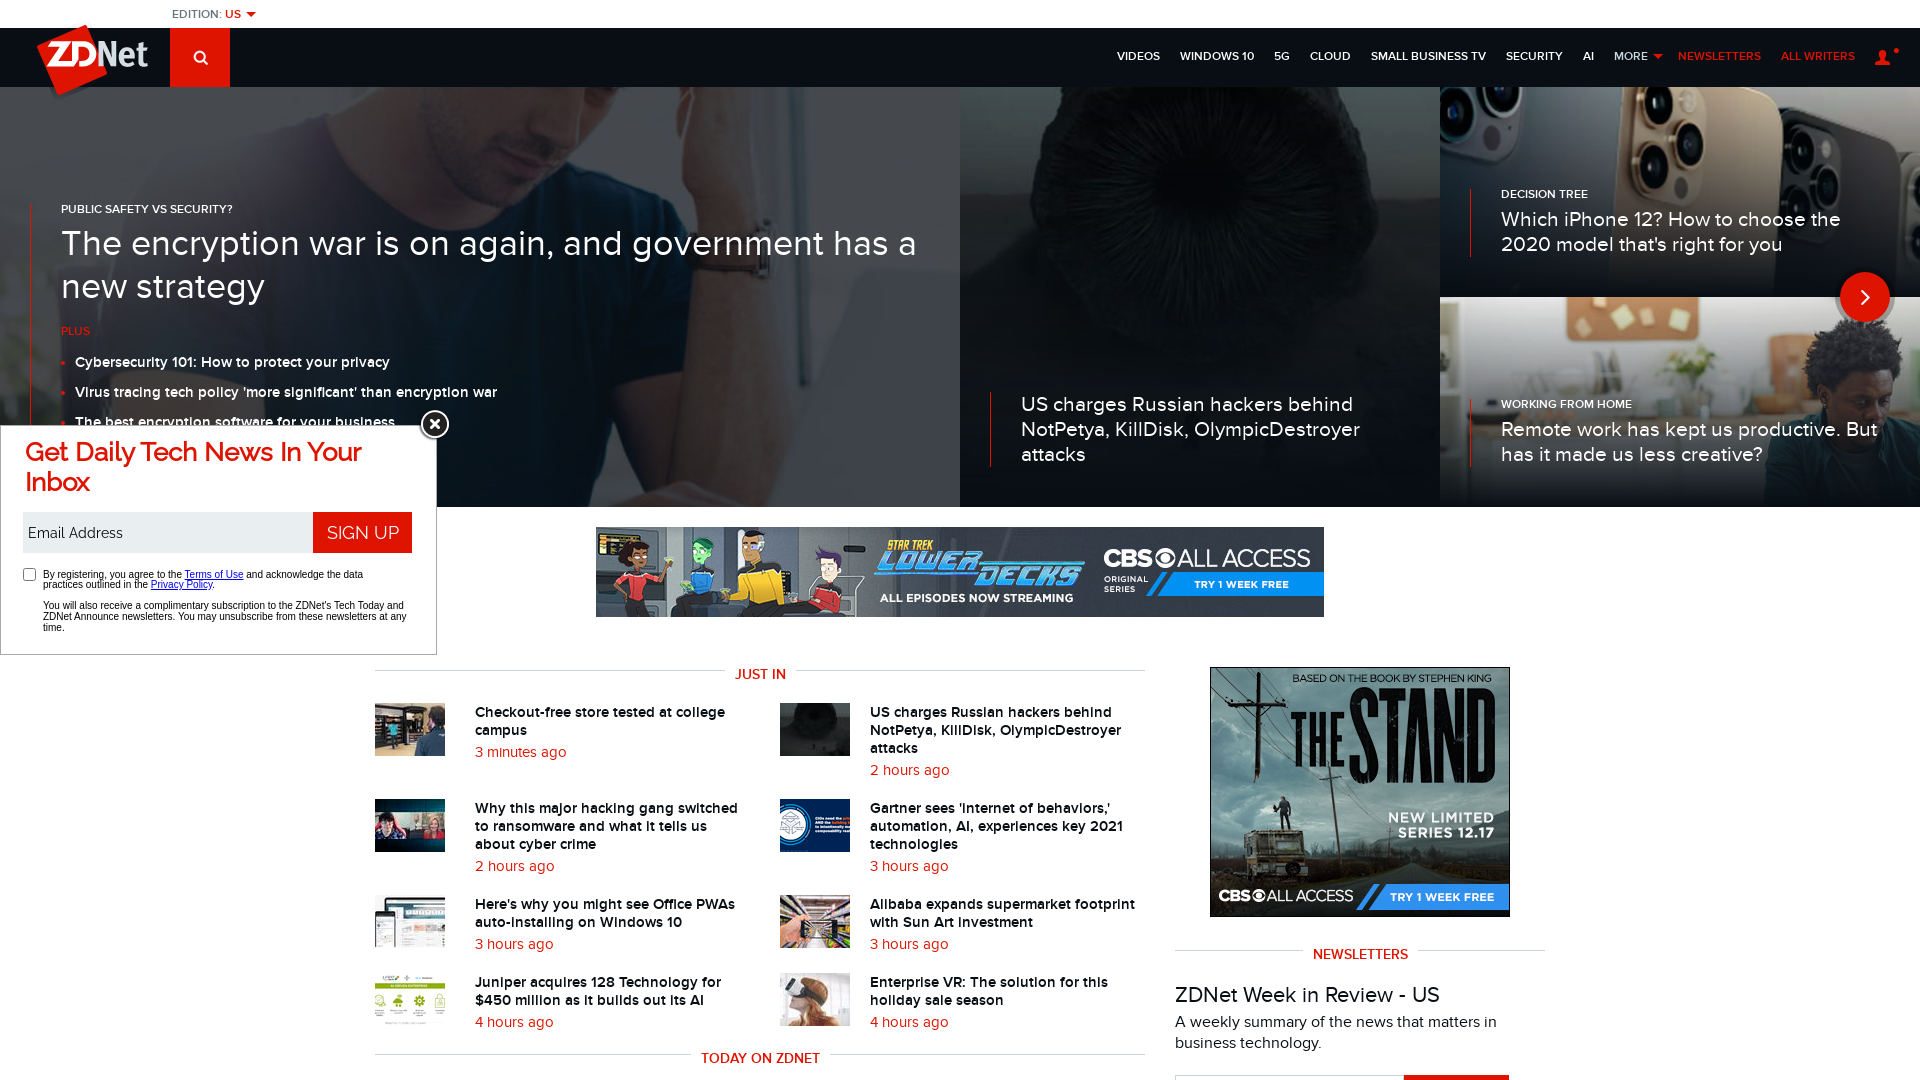 EDITION: US
ZDNet
VIDEOS WINDOWS 10 5G CLOUD SMALL BUSINESS TV SECURITY AI MORE NEWSLETTERS ALL WRITERS
PUBLIC SAFETY VS SECURITY?
The encryption war is on again, and government has a
new strategy
PLUS
Cybersecurity 101: How to protect your privacy
Virus tracing tech policy 'more significant' than encryption war
The best encryption software for your business
US charges Russian hackers behind
NotPetya, KillDisk, OlympicDestroyer
attacks
DECISION TREE
Which iPhone 12? How to choose the
2020 model that's right for you
WORKING FROM HOME
Remote work has kept us productive. But
has it made us less creative?
Get Daily Tech News In Your
Inbox
Email Address
SIGN UP
By registering, you agree to the Terms of Use and acknowledge the data
practices outlined in the Privacy Policy.
You will also receive a complimentary subscription to the ZDNet's Tech Today and
ZDNet Announce newsletters. You may unsubscribe from these newsletters at any
time.
STAR TREK
LOWER DECKS
ALL EPISODES NOW STREAMING
CBS ALL ACCESS
ORIGINAL
SERIES
TRY 1 WEEK FREE
JUST IN
Checkout-free store tested at college
campus
3 minutes ago
US charges Russian hackers behind
NotPetya, KillDisk, OlympicDestroyer
attacks
2 hours ago
Why this major hacking gang switched
to ransomware and what it tells us
about cyber crime
2 hours ago
Gartner sees 'internet of behaviors,'
automation, AI, experiences key 2021
technologies
3 hours ago
Here's why you might see Office PWAs
auto-installing on Windows 10
3 hours ago
Alibaba expands supermarket footprint
with Sun Art investment
3 hours ago
Juniper acquires 128 Technology for
$450 million as it builds out its AI
4 hours ago
Enterprise VR: The solution for this
holiday sale season
4 hours ago
TODAY ON ZDNET
BASED ON THE BOOK BY STEPHEN KING
THE STAND
NEW LIMITED
SERIES 12.17
CBS ALL ACCESS
TRY 1 WEEK FREE
NEWSLETTERS
ZDNet Week in Review - US
A weekly summary of the news that matters in
business technology.